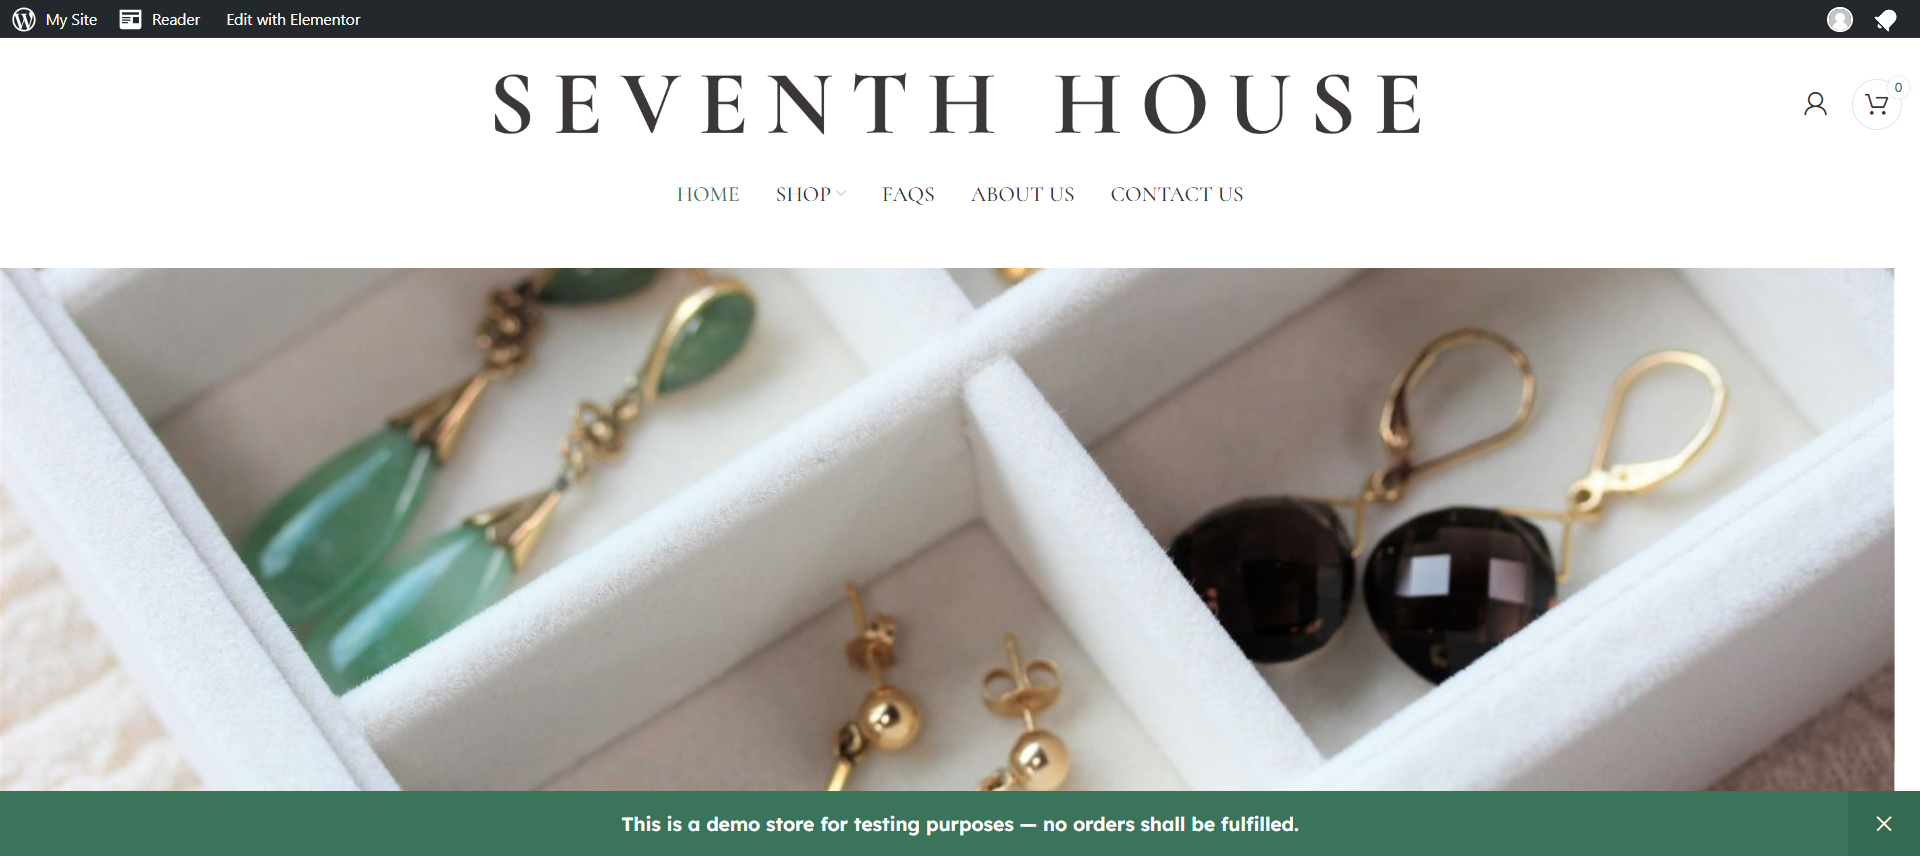 My Site Reader Edit with Elementor
SEVENTH HOUSE
0
HOME SHOP FAQS ABOUT US CONTACT US
This is a demo store for testing purposes — no orders shall be fulfilled.